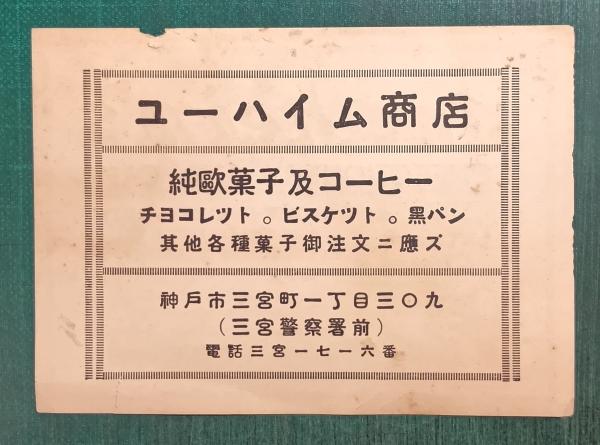 ユーハイム商店
純歐菓子及コーヒー
チヨコレツト。ビスケツト。黑パン
其他各種菓子御注文ニ應ズ
神戶市三宮町一丁目三〇九
(三宮警察署前)
電話三宮一七一六番